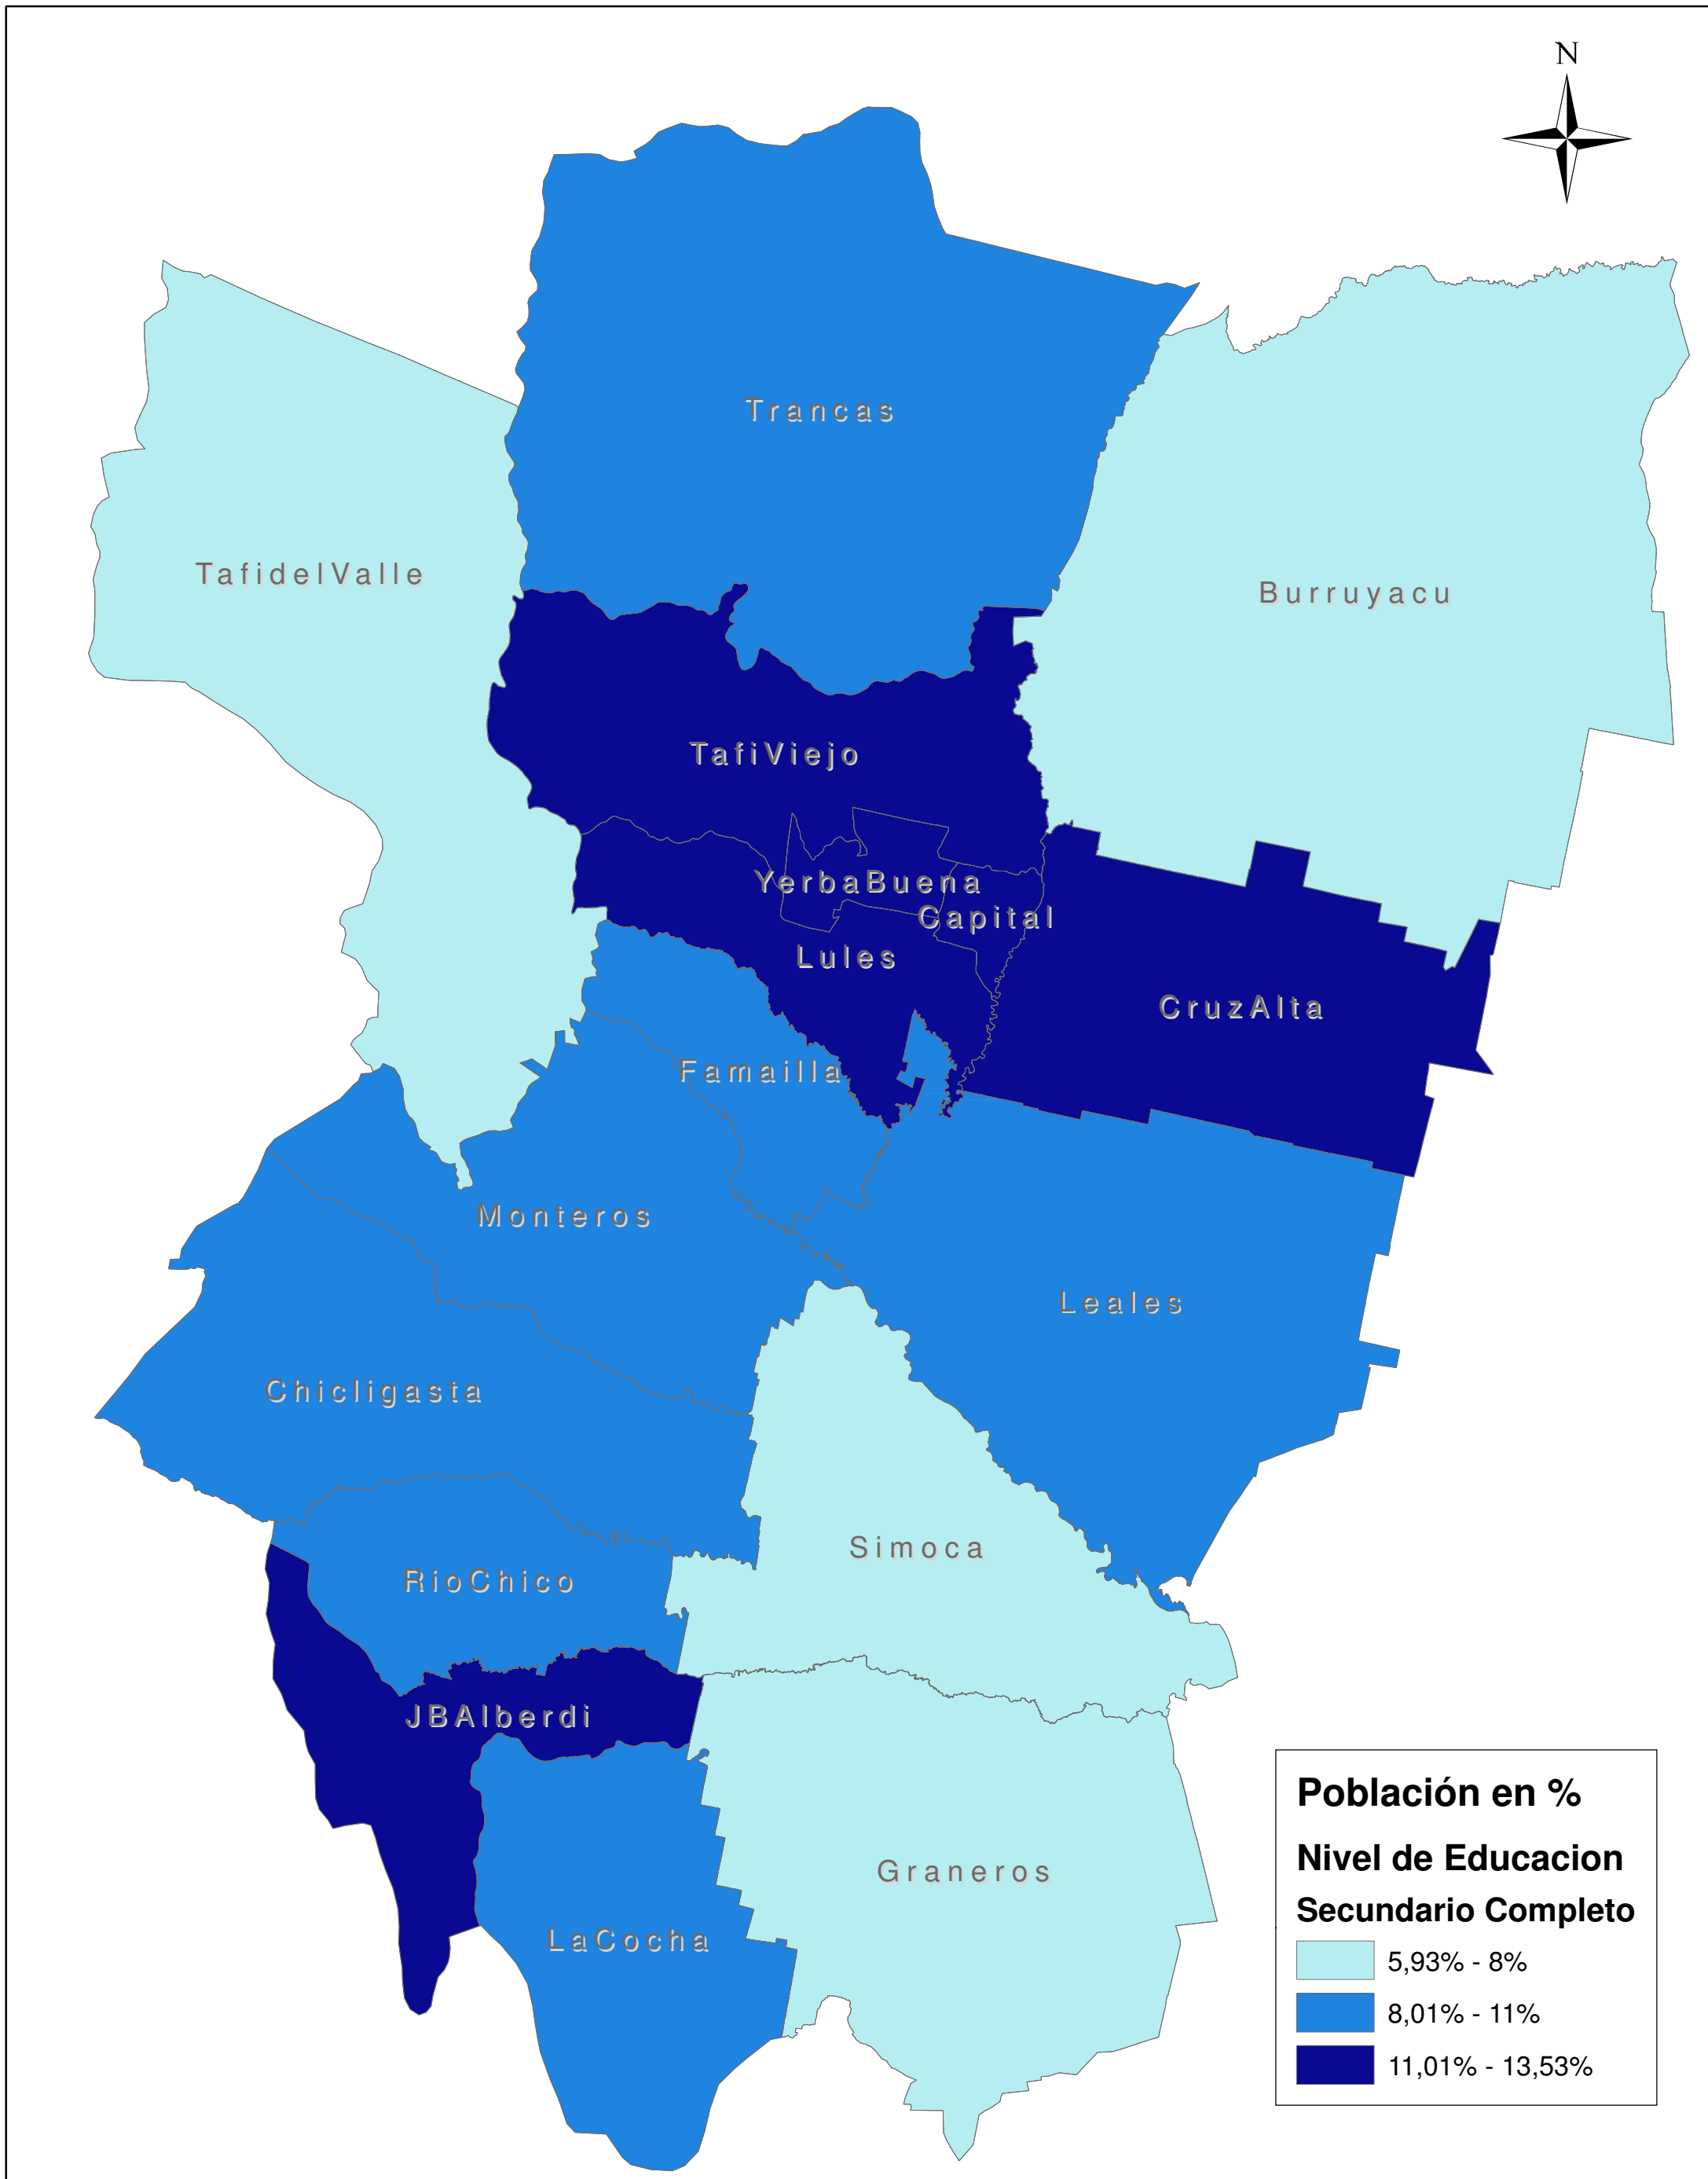 N
Trancas
TafidelValle
Burruyacu
TafiViejo
YerbaBuena
Capital
Lules
CruzAlta
Famailla
Monteros
Leales
Chicligasta
Simoca
RioChico
JBAlberdi
Graneros
LaCocha
Población en %
Nivel de Educacion
Secundario Completo
5,93% - 8%
8,01% - 11%
11,01% - 13,53%